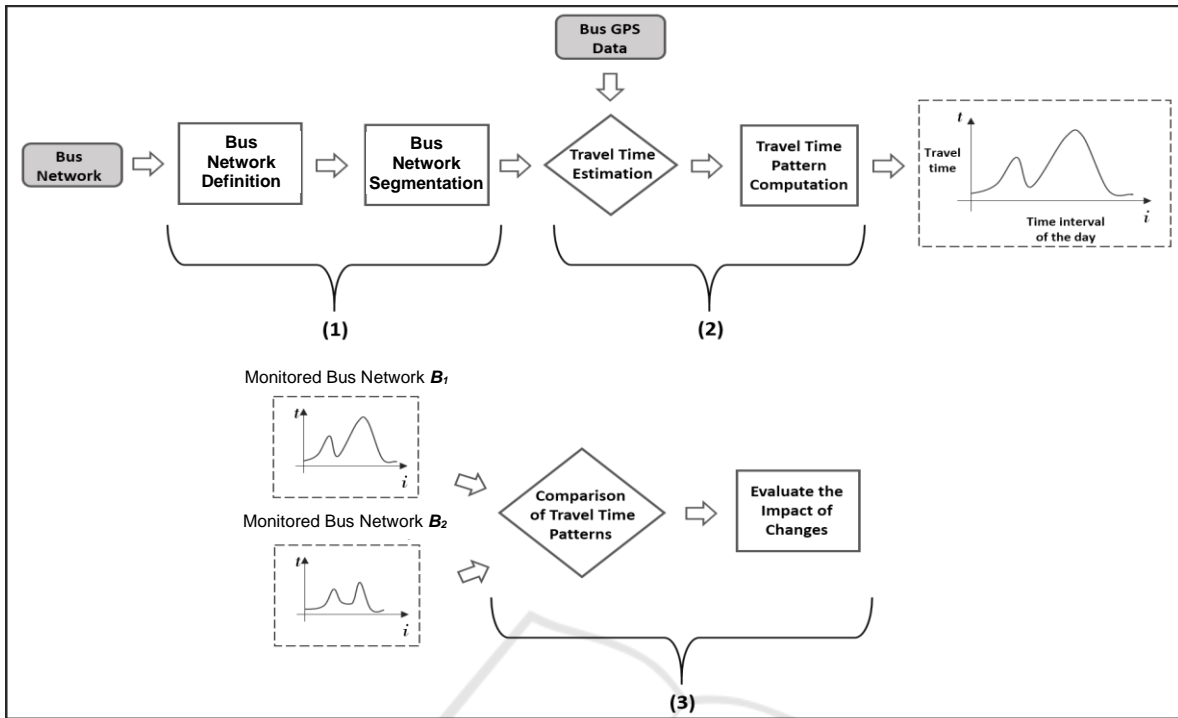 Bus GPS
Data
Bus
Network
Bus
Network
Definition
Bus
Network
Segmentation
Travel Time
Estimation
Travel Time
Pattern
Computation
t
Travel
time
i
Time interval
of the day
(1)
(2)
Monitored Bus Network B1
t
i
Monitored Bus Network B2
t
i
Comparison
of Travel Time
Patterns
Evaluate the
Impact of
Changes
(3)